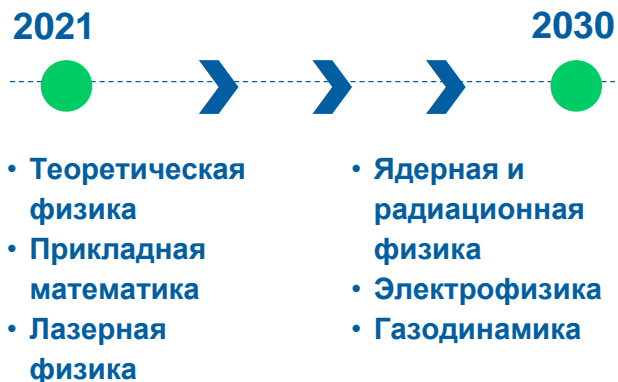 2021
2030
• Теоретическая
физика
• Прикладная
математика
• Лазерная
физика
• Ядерная и
радиационная
физика
• Электрофизика
• Газодинамика